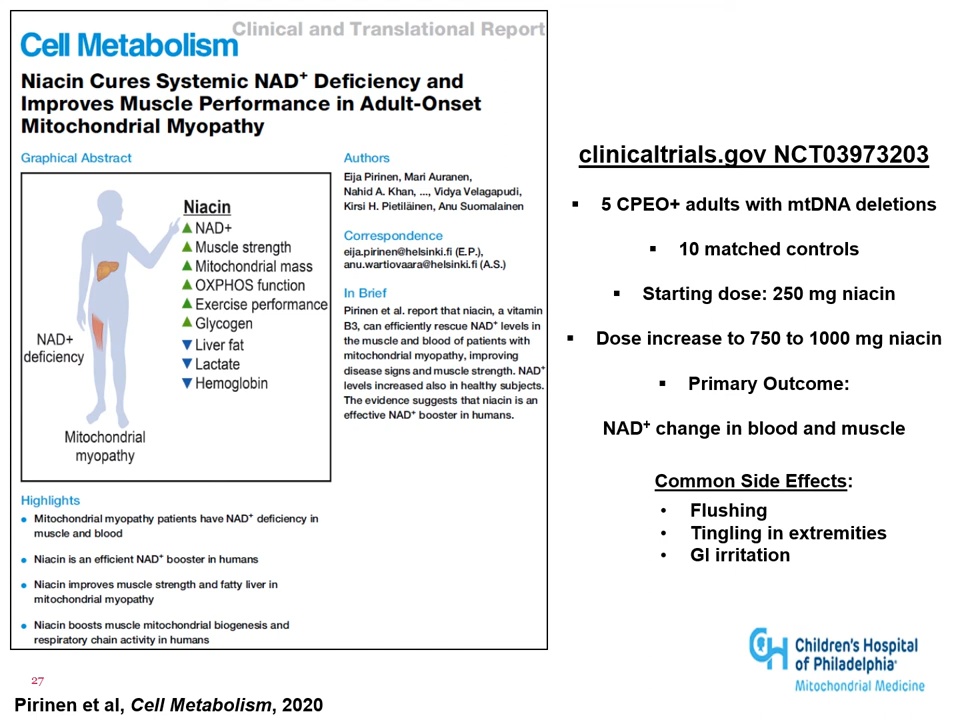 Clinical and Translational Report
Cell Metabolism
Niacin Cures Systemic NAD⁺ Deficiency and
Improves Muscle Performance in Adult-Onset
Mitochondrial Myopathy
Graphical Abstract
Niacin
NAD+
Muscle strength
Mitochondrial mass
OXPHOS function
Exercise performance
Glycogen
Liver fat
Lactate
Hemoglobin
NAD+
deficiency
Mitochondrial
myopathy
Authors
Eija Pirinen, Mari Auranen,
Nahid A. Khan, ..., Vidya Velagapudi,
Kirsi H. Pietiläinen, Anu Suomalainen
Correspondence
eija.pirinen@helsinki.fi (E.P.),
anu.wartiovaara@helsinki.fi (A.S.)
In Brief
Pirinen et al. report that niacin, a vitamin
B3, can efficiently rescue NAD⁺ levels in
the muscle and blood of patients with
mitochondrial myopathy, improving
disease signs and muscle strength. NAD⁺
levels increased also in healthy subjects.
The evidence suggests that niacin is an
effective NAD⁺ booster in humans.
Highlights
• Mitochondrial myopathy patients have NAD⁺ deficiency in
muscle and blood
• Niacin is an efficient NAD⁺ booster in humans
• Niacin improves muscle strength and fatty liver in
mitochondrial myopathy
• Niacin boosts muscle mitochondrial biogenesis and
respiratory chain activity in humans
clinicaltrials.gov NCT03973203
▪ 5 CPEO+ adults with mtDNA deletions
▪ 10 matched controls
▪ Starting dose: 250 mg niacin
▪ Dose increase to 750 to 1000 mg niacin
▪ Primary Outcome:
NAD⁺ change in blood and muscle
Common Side Effects:
• Flushing
• Tingling in extremities
• GI irritation
27
Pirinen et al, Cell Metabolism, 2020
CH Children's Hospital
of Philadelphia
Mitochondrial Medicine